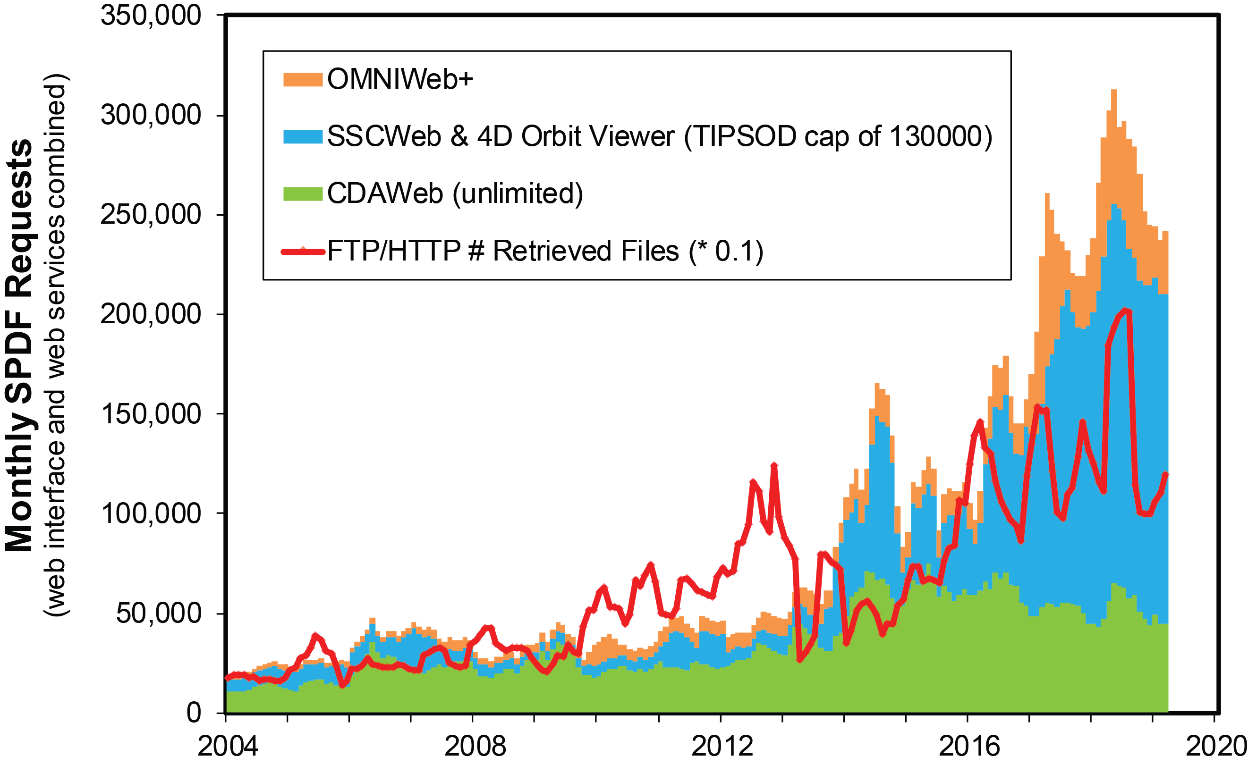 Monthly SPDF Requests
(web interface and web services combined)
350,000
300,000
250,000
200,000
150,000
100,000
50,000
0
OMNIWeb+
SSCWeb & 4D Orbit Viewer (TIPSOD cap of 130000)
CDAWeb (unlimited)
FTP/HTTP # Retrieved Files (* 0.1)
2004 2008 2012 2016 2020